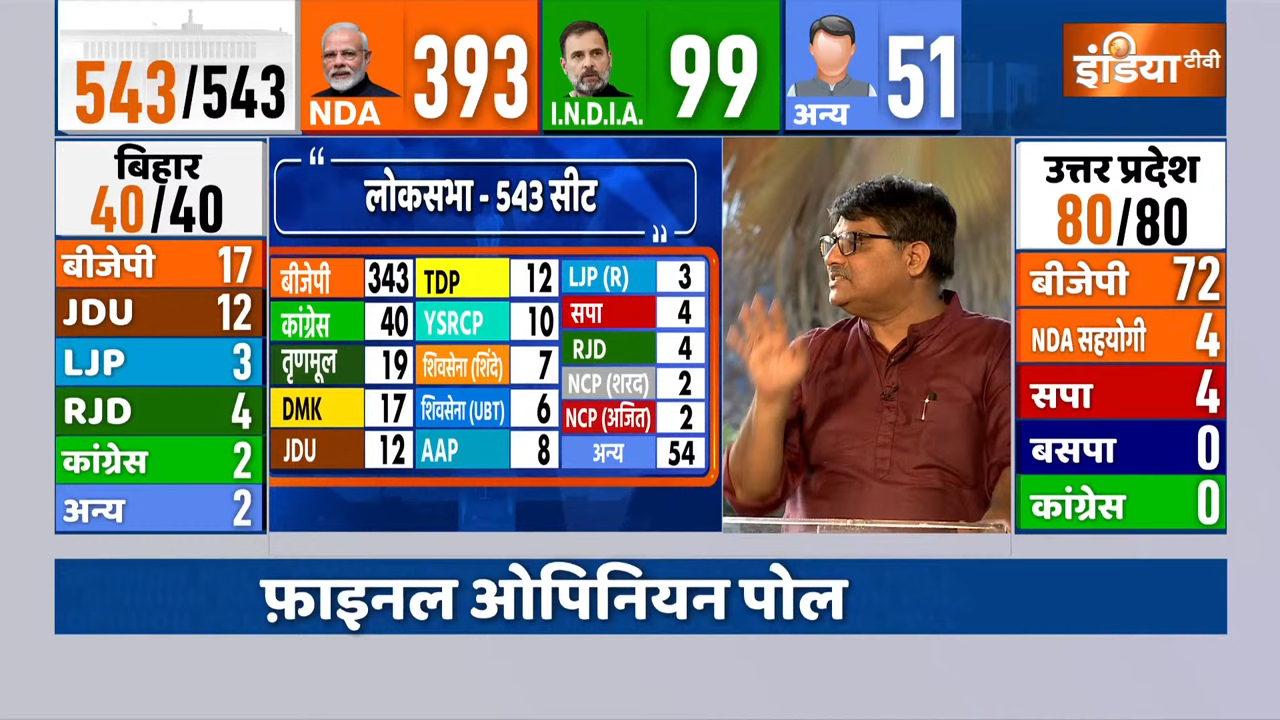 543/543
NDA 393
I.N.D.I.A. 99
अन्य 51
इंडिया टीवी
बिहार
40/40
बीजेपी 17
JDU 12
LJP 3
RJD 4
कांग्रेस 2
अन्य 2
“
लोकसभा - 543 सीट
”
बीजेपी 343 TDP 12 LJP (R) 3
कांग्रेस 40 YSRCP 10 सपा 4
तृणमूल 19 शिवसेना (शिंदे) 7 RJD 4
DMK 17 शिवसेना (UBT) 6 NCP (शरद) 2
JDU 12 AAP 8 NCP (अजित) 2
अन्य 54
उत्तर प्रदेश
80/80
बीजेपी 72
NDA सहयोगी 4
सपा 4
बसपा 0
कांग्रेस 0
फ़ाइनल ओपिनियन पोल